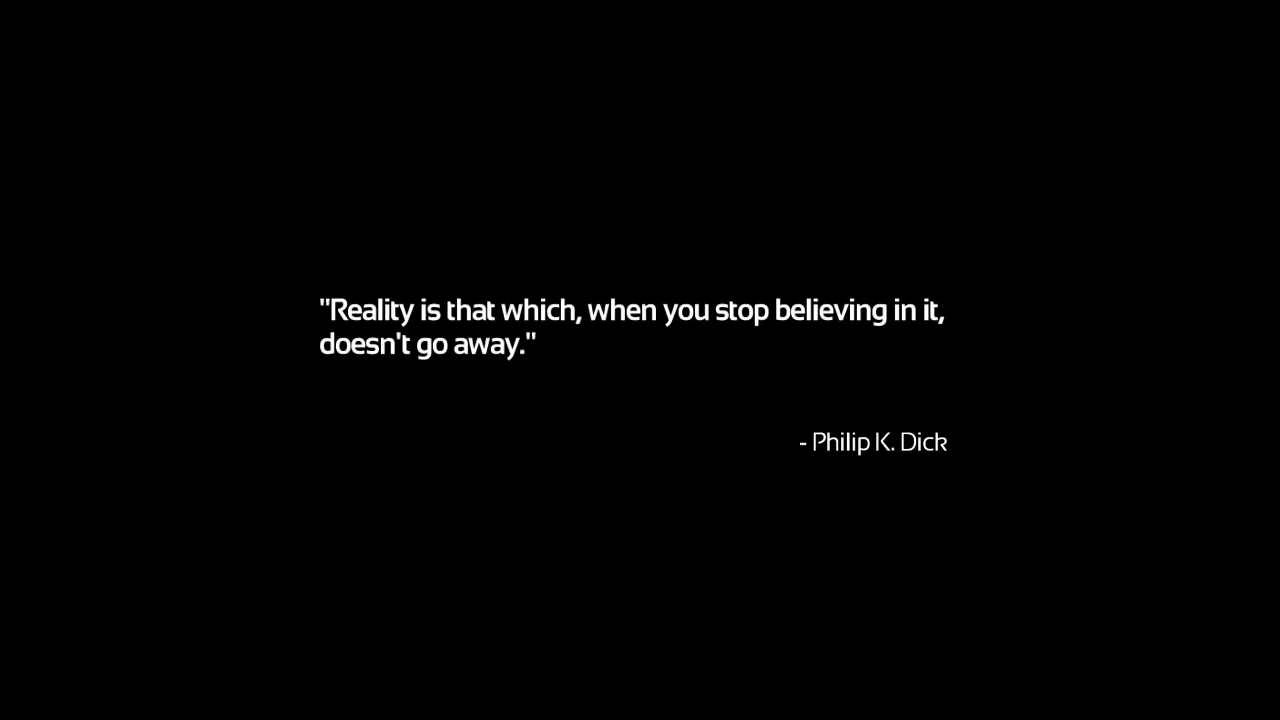 "Reality is that which, when you stop believing in it,
doesn't go away."
- Philip K. Dick